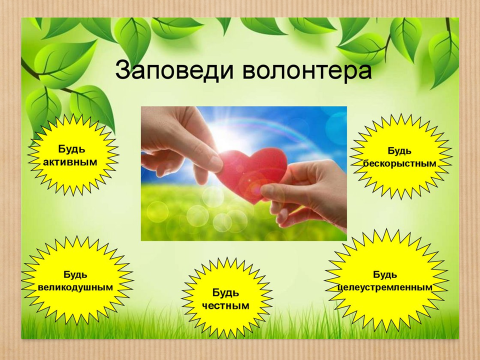 Заповеди волонтера
Будь
активным
Будь
бескорыстным
Будь
великодушным
Будь
честным
Будь
целеустремленным